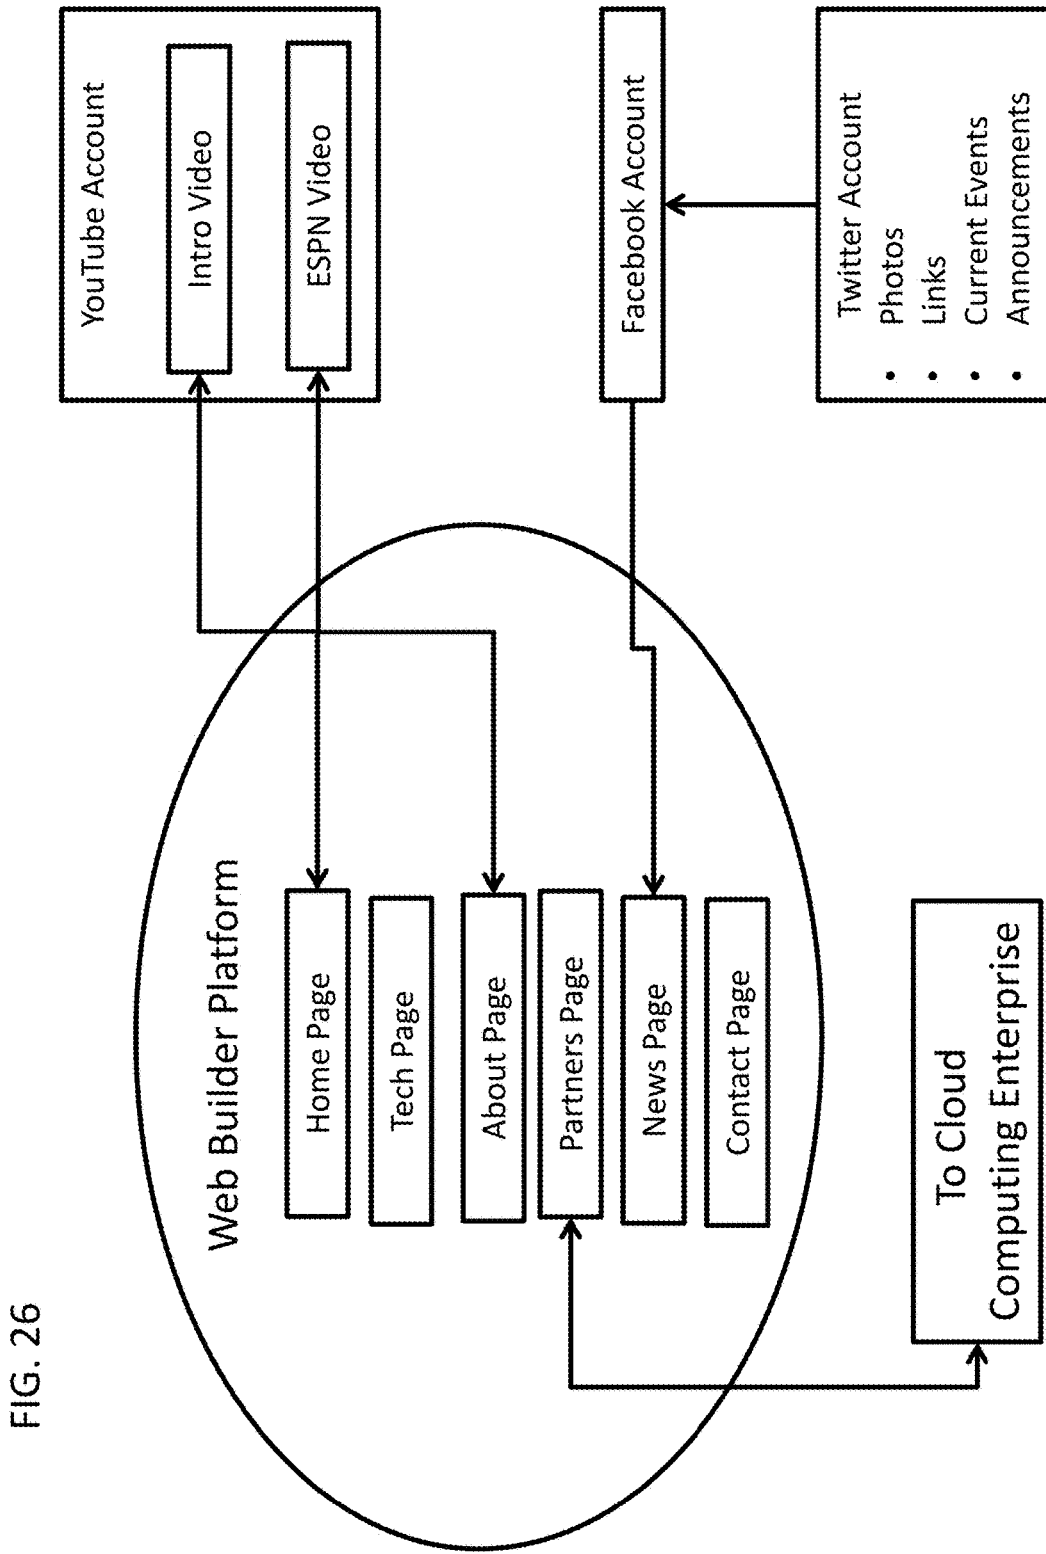 FIG. 26
Web Builder Platform
Home Page
Tech Page
About Page
Partners Page
News Page
Contact Page
To Cloud
Computing Enterprise
YouTube Account
Intro Video
ESPN Video
Facebook Account
Twitter Account
• Photos
• Links
• Current Events
• Announcements